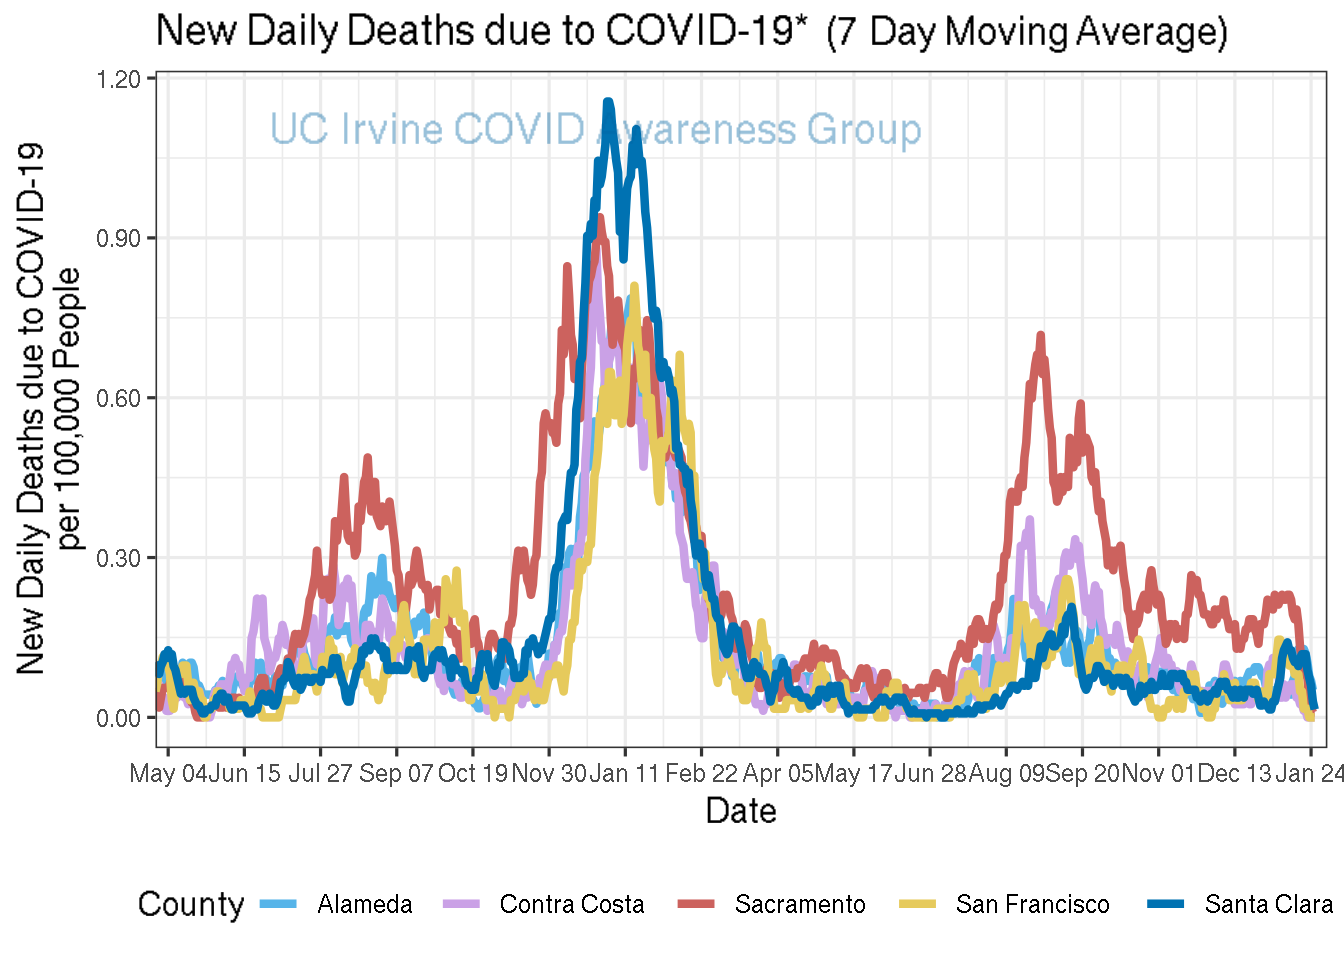 New Daily Deaths due to COVID-19* (7 Day Moving Average)
UC Irvine COVID Awareness Group
New Daily Deaths due to COVID-19
per 100,000 People
1.20
0.90
0.60
0.30
0.00
May 04 Jun 15 Jul 27 Sep 07 Oct 19 Nov 30 Jan 11 Feb 22 Apr 05 May 17 Jun 28 Aug 09 Sep 20 Nov 01 Dec 13 Jan 24
Date
County Alameda Contra Costa Sacramento San Francisco Santa Clara